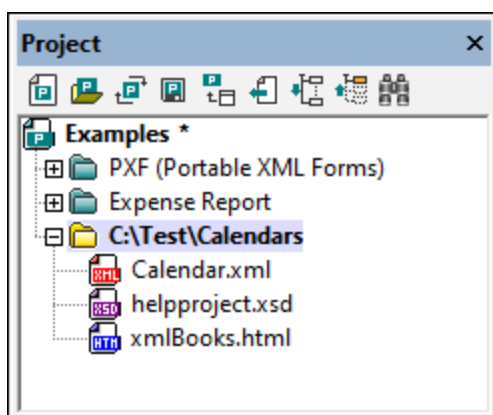 Project
Examples *
PXF (Portable XML Forms)
Expense Report
C:\Test\Calendars
Calendar.xml
helpproject.xsd
xmlBooks.html